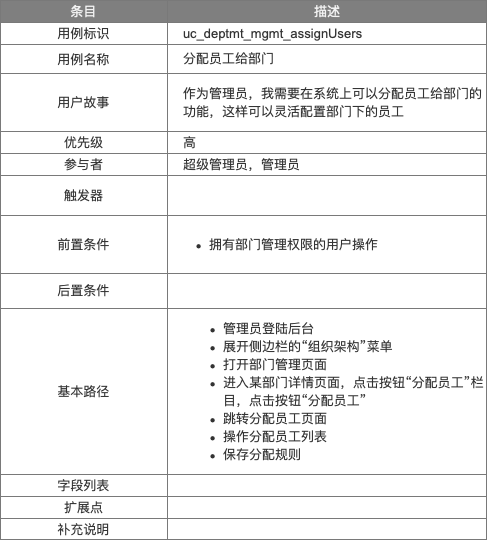 条目 描述
用例标识 uc_deptmt_mgmt_assignUsers
用例名称 分配员工给部门
用户故事 作为管理员，我需要在系统上可以分配员工给部门的
功能，这样可以灵活配置部门下的员工
优先级 高
参与者 超级管理员，管理员
触发器
前置条件 • 拥有部门管理权限的用户操作
后置条件
基本路径
• 管理员登陆后台
• 展开侧边栏的“组织架构”菜单
• 打开部门管理页面
• 进入某部门详情页面，点击按钮“分配员工”栏
目，点击按钮“分配员工”
• 跳转分配员工页面
• 操作分配员工列表
• 保存分配规则
字段列表
扩展点
补充说明